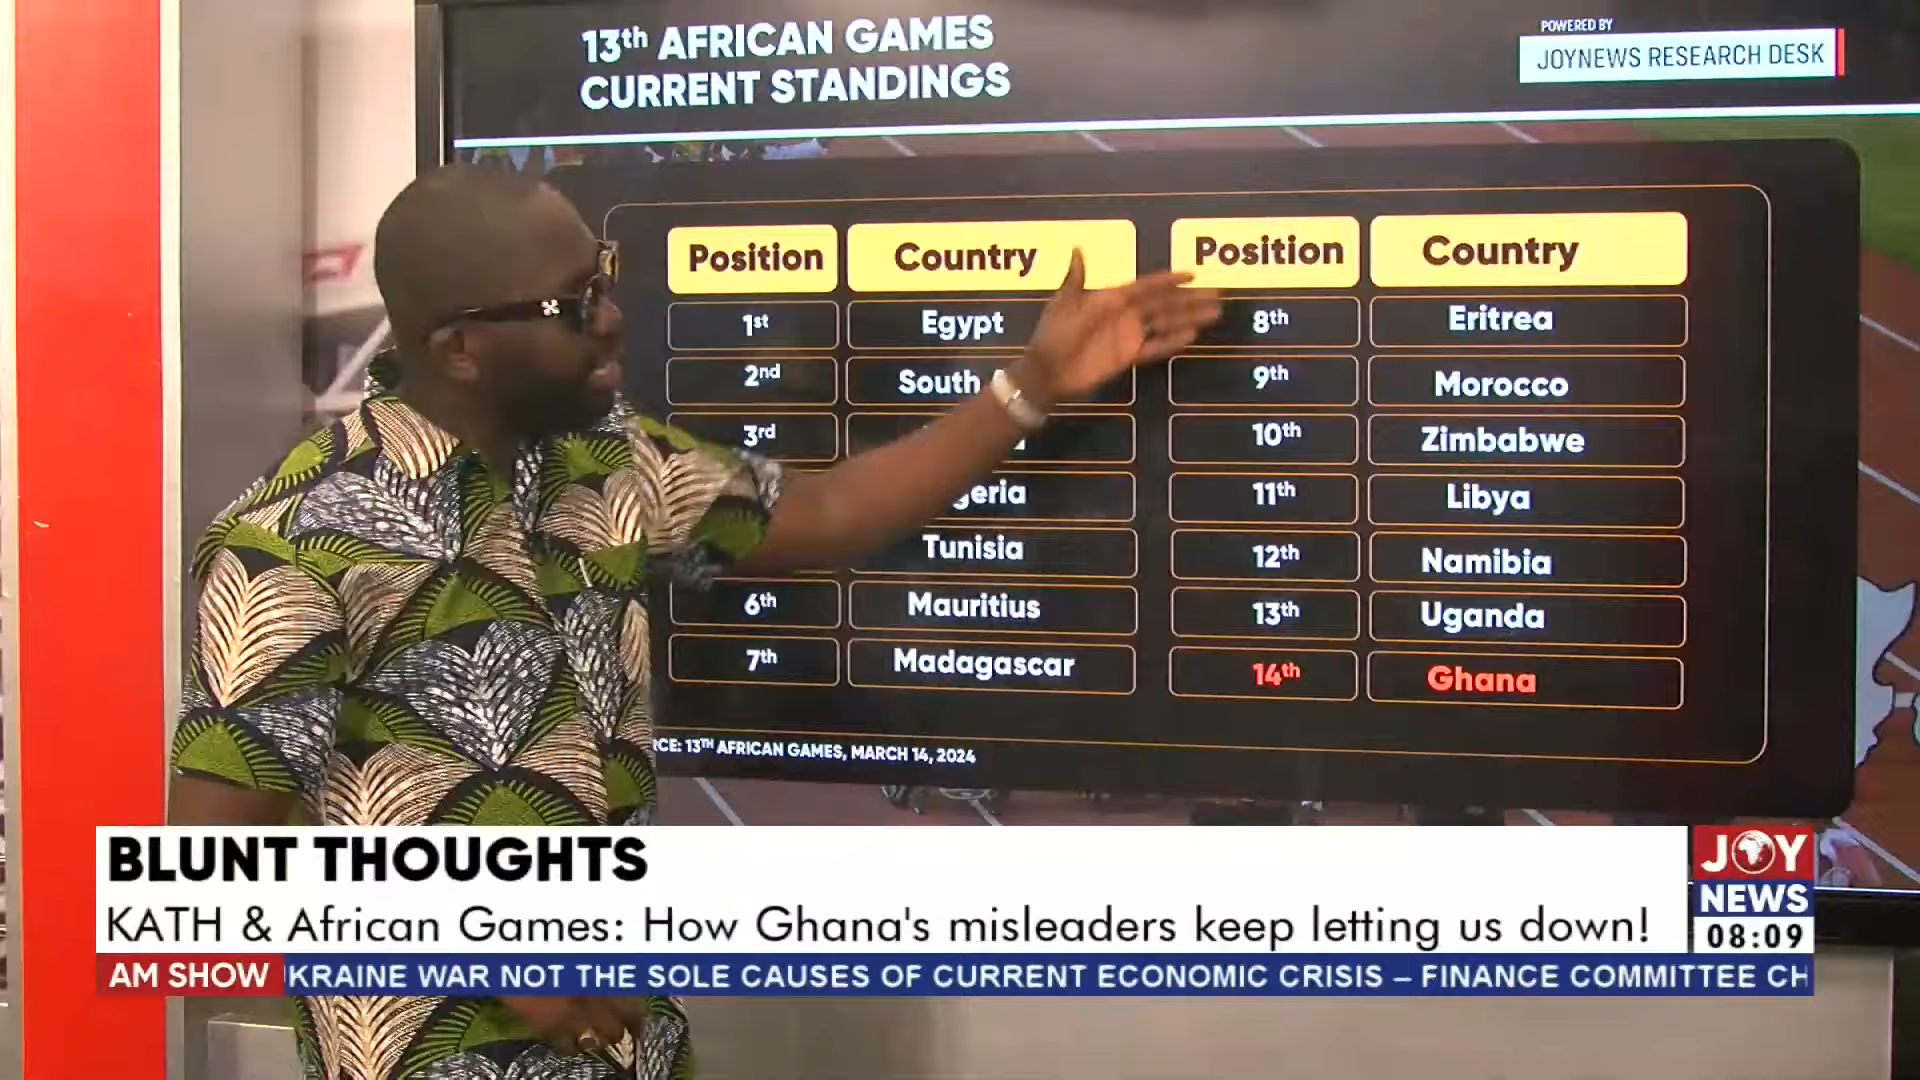 13th AFRICAN GAMES
CURRENT STANDINGS
POWERED BY
JOYNEWS RESEARCH DESK
Position Country Position Country
1st Egypt 8th Eritrea
2nd South 9th Morocco
3rd 10th Zimbabwe
11th Libya
Tunisia 12th Namibia
6th Mauritius 13th Uganda
7th Madagascar 14th Ghana
13TH AFRICAN GAMES, MARCH 14, 2024
BLUNT THOUGHTS
KATH & African Games: How Ghana's misleaders keep letting us down!
JOY
NEWS
08:09
AM SHOW KRAINE WAR NOT THE SOLE CAUSES OF CURRENT ECONOMIC CRISIS – FINANCE COMMITTEE CH